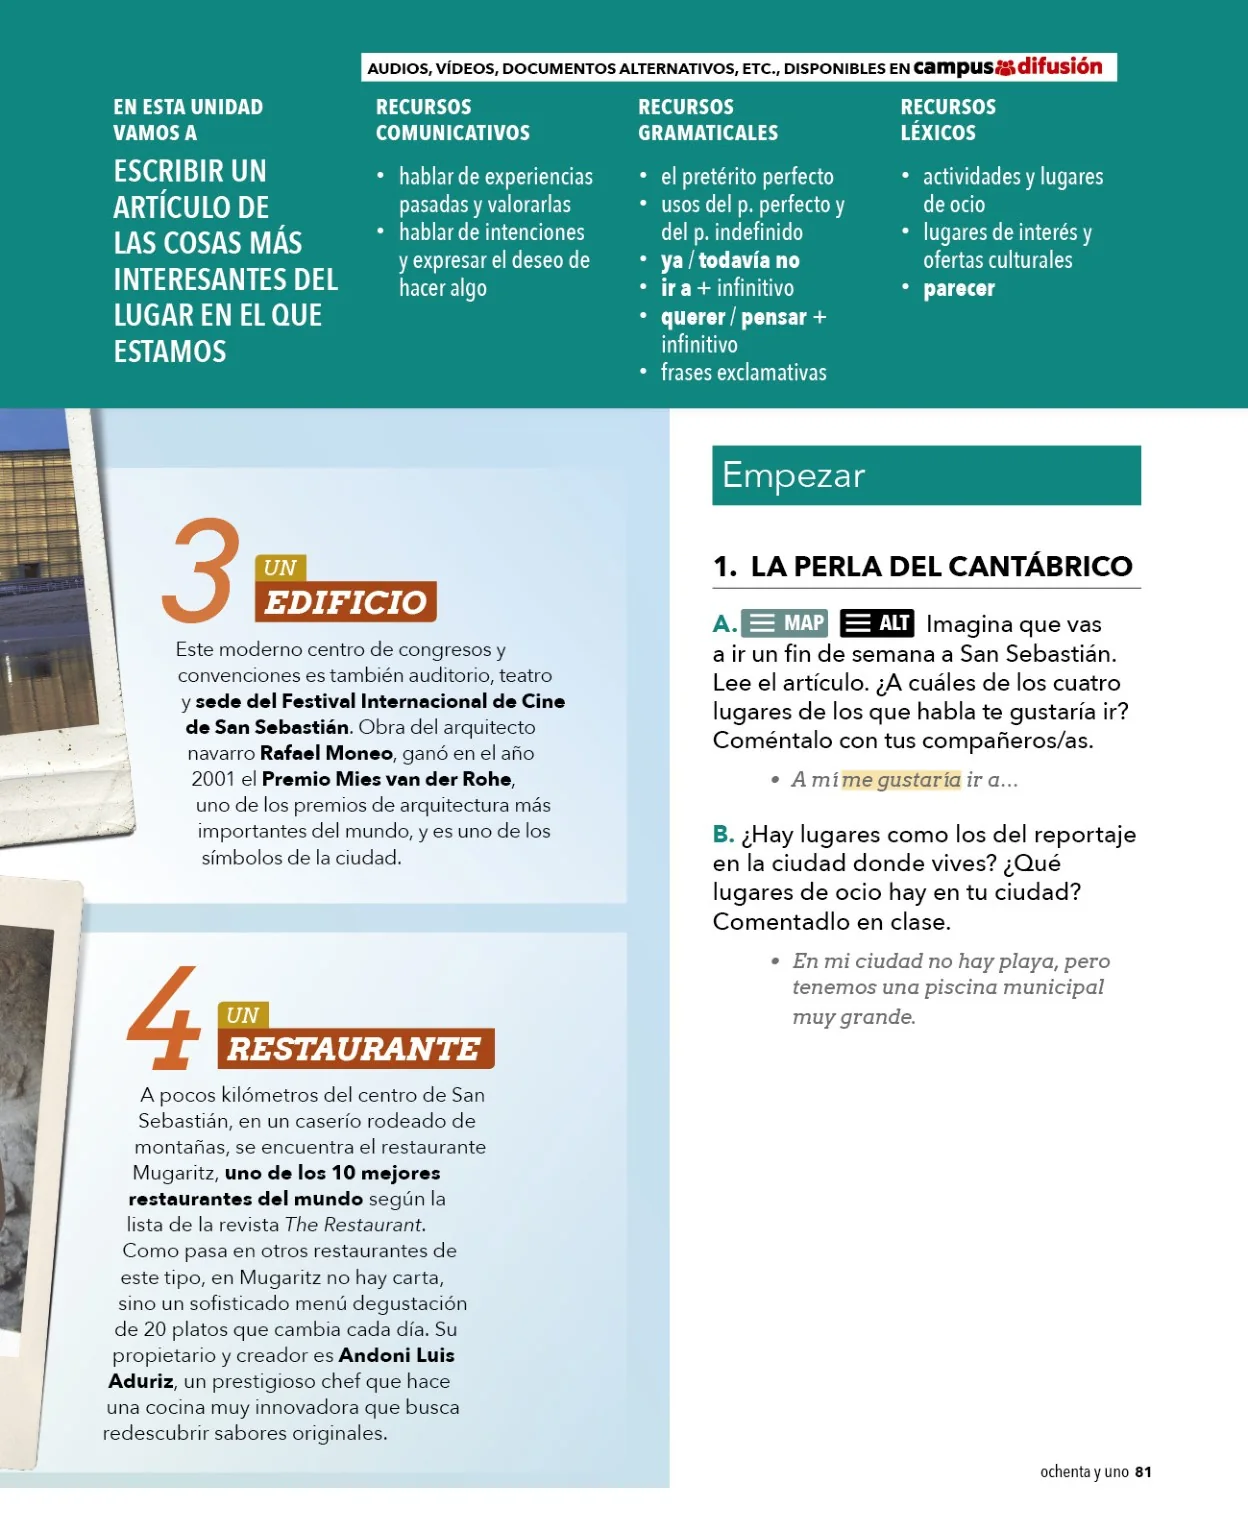 AUDIOS, VÍDEOS, DOCUMENTOS ALTERNATIVOS, ETC., DISPONIBLES EN campus difusión
EN ESTA UNIDAD
VAMOS A
ESCRIBIR UN
ARTÍCULO DE
LAS COSAS MÁS
INTERESANTES DEL
LUGAR EN EL QUE
ESTAMOS
RECURSOS
COMUNICATIVOS
• hablar de experiencias
pasadas y valorarlas
• hablar de intenciones
y expresar el deseo de
hacer algo
RECURSOS
GRAMATICALES
• el pretérito perfecto
• usos del p. perfecto y
del p. indefinido
• ya / todavía no
• ir a + infinitivo
• querer / pensar +
infinitivo
• frases exclamativas
RECURSOS
LÉXICOS
• actividades y lugares
de ocio
• lugares de interés y
ofertas culturales
• parecer
3 UN
EDIFICIO
Este moderno centro de congresos y
convenciones es también auditorio, teatro
y sede del Festival Internacional de Cine
de San Sebastián. Obra del arquitecto
navarro Rafael Moneo, ganó en el año
2001 el Premio Mies van der Rohe,
uno de los premios de arquitectura más
importantes del mundo, y es uno de los
símbolos de la ciudad.
4 UN
RESTAURANTE
A pocos kilómetros del centro de San
Sebastián, en un caserío rodeado de
montañas, se encuentra el restaurante
Mugaritz, uno de los 10 mejores
restaurantes del mundo según la
lista de la revista The Restaurant.
Como pasa en otros restaurantes de
este tipo, en Mugaritz no hay carta,
sino un sofisticado menú degustación
de 20 platos que cambia cada día. Su
propietario y creador es Andoni Luis
Aduriz, un prestigioso chef que hace
una cocina muy innovadora que busca
redescubrir sabores originales.
Empezar
1. LA PERLA DEL CANTÁBRICO
A. MAP ALT Imagina que vas
a ir un fin de semana a San Sebastián.
Lee el artículo. ¿A cuáles de los cuatro
lugares de los que habla te gustaría ir?
Coméntalo con tus compañeros/as.
• A mí me gustaría ir a...
B. ¿Hay lugares como los del reportaje
en la ciudad donde vives? ¿Qué
lugares de ocio hay en tu ciudad?
Comentadlo en clase.
• En mi ciudad no hay playa, pero
tenemos una piscina municipal
muy grande.
ochenta y uno 81